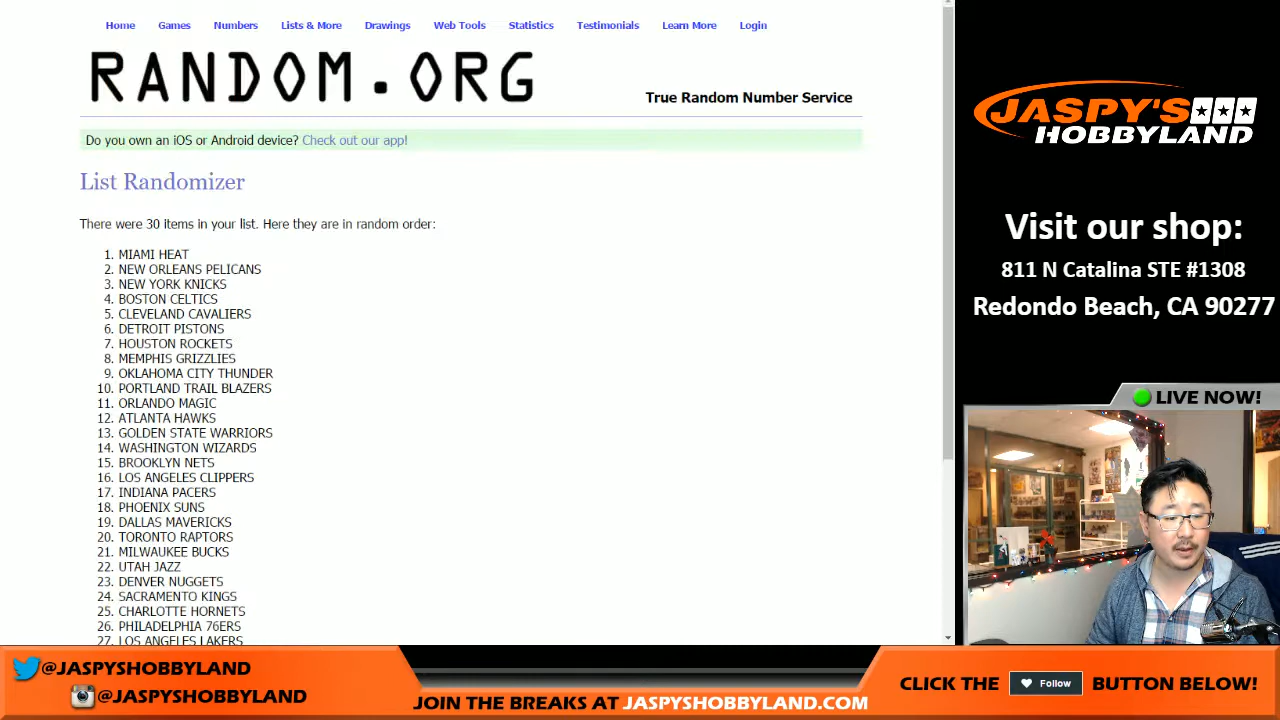 Home Games Numbers Lists & More Drawings Web Tools Statistics Testimonials Learn More Login
RANDOM.ORG
True Random Number Service
Do you own an iOS or Android device? Check out our app!
List Randomizer
There were 30 items in your list. Here they are in random order:
1. MIAMI HEAT
2. NEW ORLEANS PELICANS
3. NEW YORK KNICKS
4. BOSTON CELTICS
5. CLEVELAND CAVALIERS
6. DETROIT PISTONS
7. HOUSTON ROCKETS
8. MEMPHIS GRIZZLIES
9. OKLAHOMA CITY THUNDER
10. PORTLAND TRAIL BLAZERS
11. ORLANDO MAGIC
12. ATLANTA HAWKS
13. GOLDEN STATE WARRIORS
14. WASHINGTON WIZARDS
15. BROOKLYN NETS
16. LOS ANGELES CLIPPERS
17. INDIANA PACERS
18. PHOENIX SUNS
19. DALLAS MAVERICKS
20. TORONTO RAPTORS
21. MILWAUKEE BUCKS
22. UTAH JAZZ
23. DENVER NUGGETS
24. SACRAMENTO KINGS
25. CHARLOTTE HORNETS
26. PHILADELPHIA 76ERS
27. LOS ANGELES LAKERS
JASPY'S
HOBBYLAND
Visit our shop:
811 N Catalina STE #1308
Redondo Beach, CA 90277
LIVE NOW!
@JASPYSHOBBYLAND
@JASPYSHOBBYLAND
JOIN THE BREAKS AT JASPYSHOBBYLAND.COM
CLICK THE Follow BUTTON BELOW!